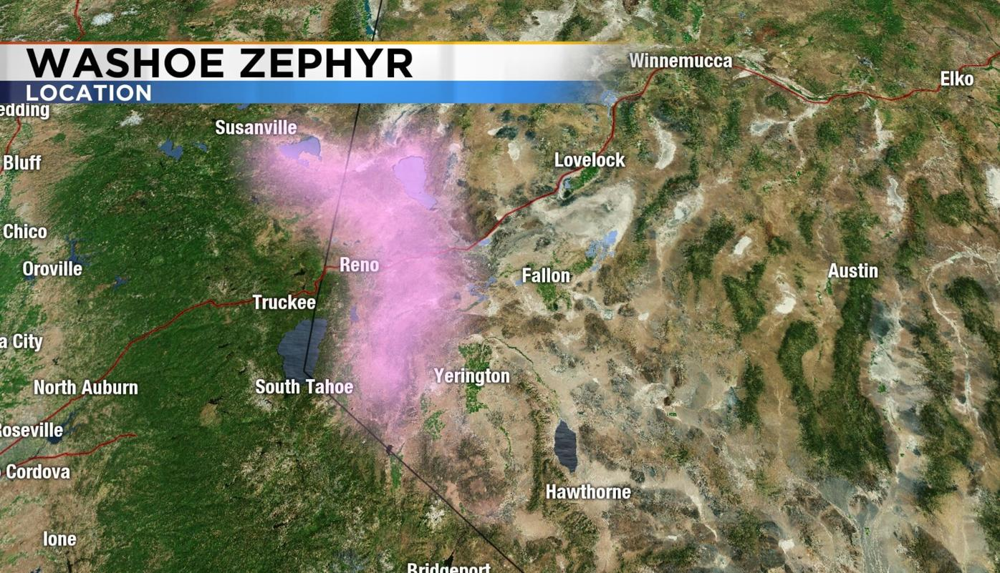 WASHOE ZEPHYR
LOCATION
Winnemucca
Elko
edding
Susanville
Bluff
Lovelock
Chico
Oroville
Reno
Fallon
Austin
Truckee
a City
Yerington
North Auburn
South Tahoe
Roseville
Cordova
Hawthorne
Ione
Bridgeport